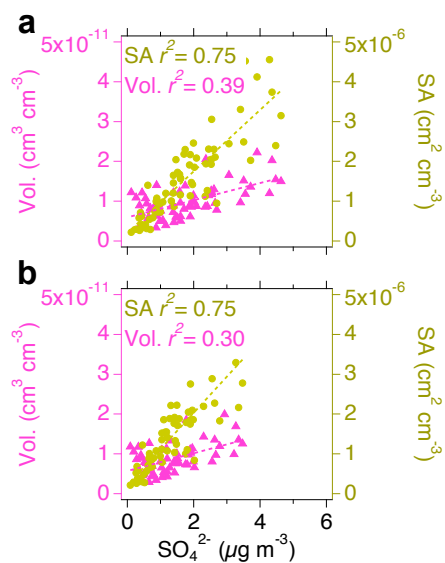 a
5x10⁻¹¹
4
3
2
1
0
Vol. (cm³ cm⁻³)
SA r² = 0.75
Vol. r² = 0.39
5x10⁻⁶
4
3
2
1
0
SA (cm² cm⁻³)
b
5x10⁻¹¹
4
3
2
1
0
Vol. (cm³ cm⁻³)
SA r² = 0.75
Vol. r² = 0.30
5x10⁻⁶
4
3
2
1
0
SA (cm² cm⁻³)
0 2 4 6
SO₄²⁻ (µg m⁻³)